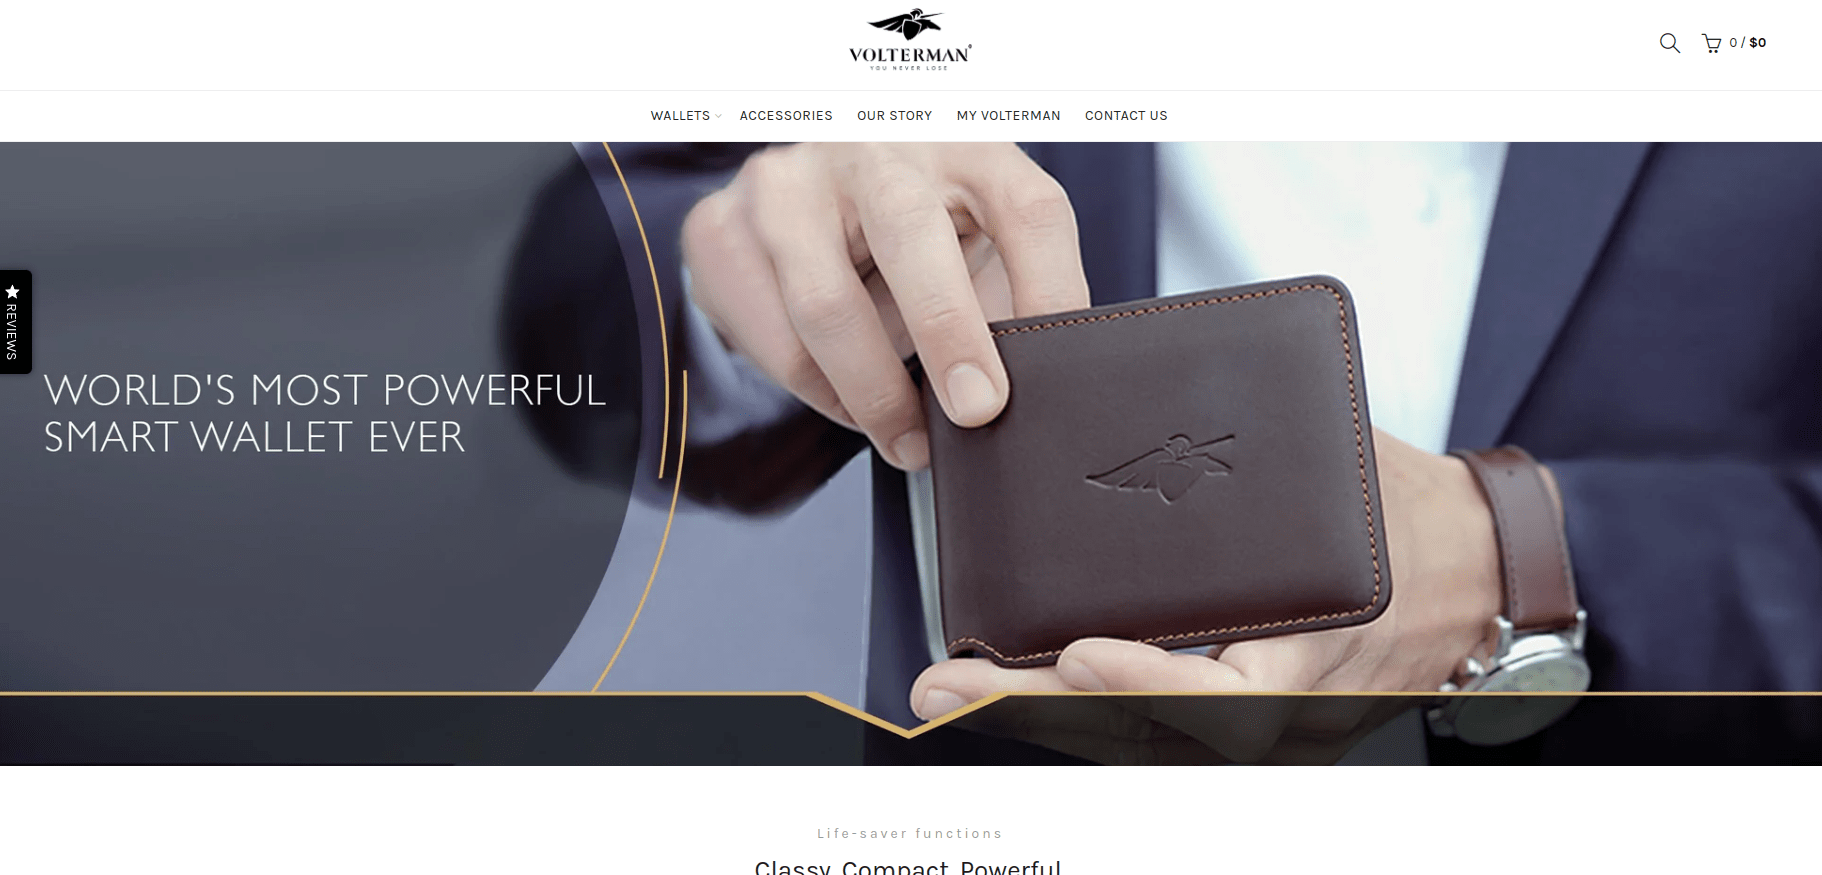 VOLTERMAN®
YOU NEVER LOSE
0 / $0
WALLETS
ACCESSORIES
OUR STORY
MY VOLTERMAN
CONTACT US
REVIEWS
WORLD'S MOST POWERFUL
SMART WALLET EVER
Life-saver functions
Classy. Compact. Powerful.